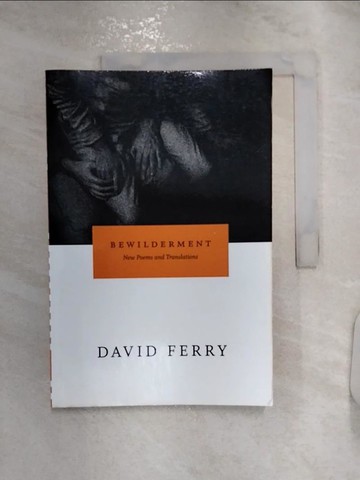 BEWILDERMENT
New Poems and Translations
DAVID FERRY